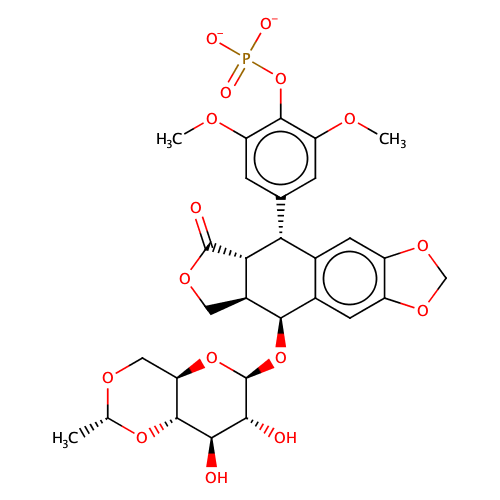 O⁻
O⁻ P
O O
H₃C O O CH₃
O
O O
O
O O O
O
H₃C O OH
OH